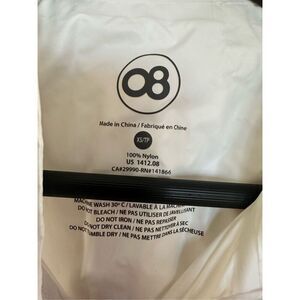 08
Made in China / Fabriqué en Chine
XS/TP
100% Nylon
US 1412.08
CA#29990-RN#141866
MACHINE WASH 30° C / LAVABLE À LA MACHINE
DO NOT BLEACH / NE PAS UTILISER DE JAVELLISANT
DO NOT IRON / NE PAS REPASSER
DO NOT DRY CLEAN / NE PAS NETTOYER À SEC
DO NOT TUMBLE DRY / NE PAS METTRE DANS LA SÉCHEUSE